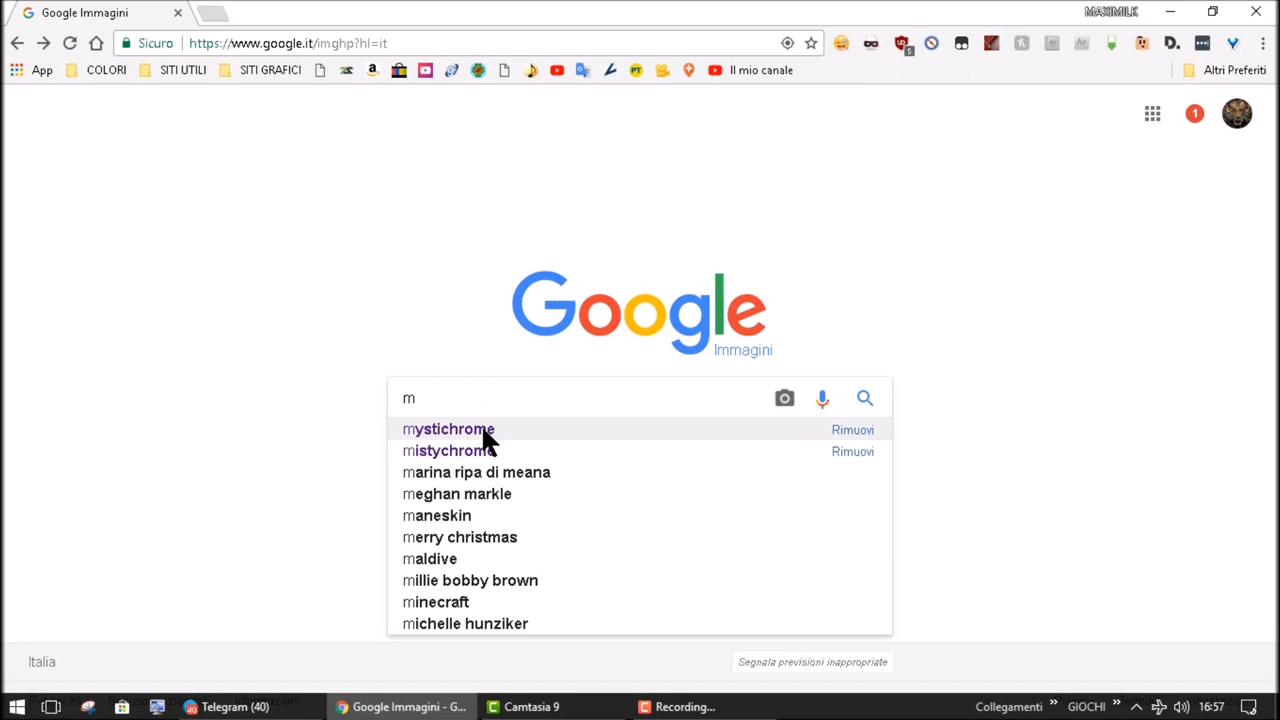 Google Immagini
MAXIMILK
Sicuro https://www.google.it/imghp?hl=it
App COLORI SITI UTILI SITI GRAFICI Il mio canale Altri Preferiti
1
Google
Immagini
m
mystichrome Rimuovi
mistychrome Rimuovi
marina ripa di meana
meghan markle
maneskin
merry christmas
maldive
millie bobby brown
minecraft
michelle hunziker
Italia
Segnala previsioni inappropriate
Telegram (40) Google Immagini - G... Camtasia 9 Recording... Collegamenti GIOCHI 16:57